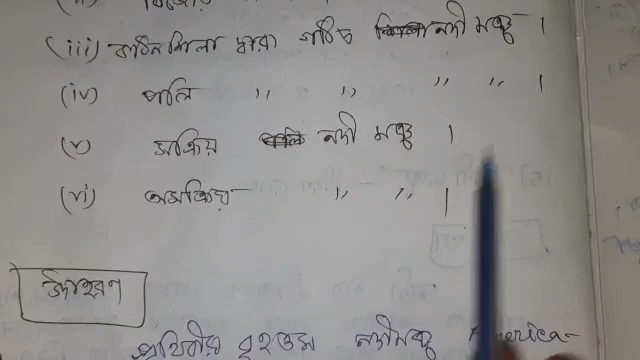 (iii) কঠিন শিলা দ্বারা গঠিত নদী মঞ্চ ।
(iv) পলি " " " " ।
(v) সক্রিয় নদী মঞ্চ ।
(vi) অসক্রিয় " " ।
উদাহরণ
পৃথিবীর বৃহত্তম নদীমঞ্চ America-